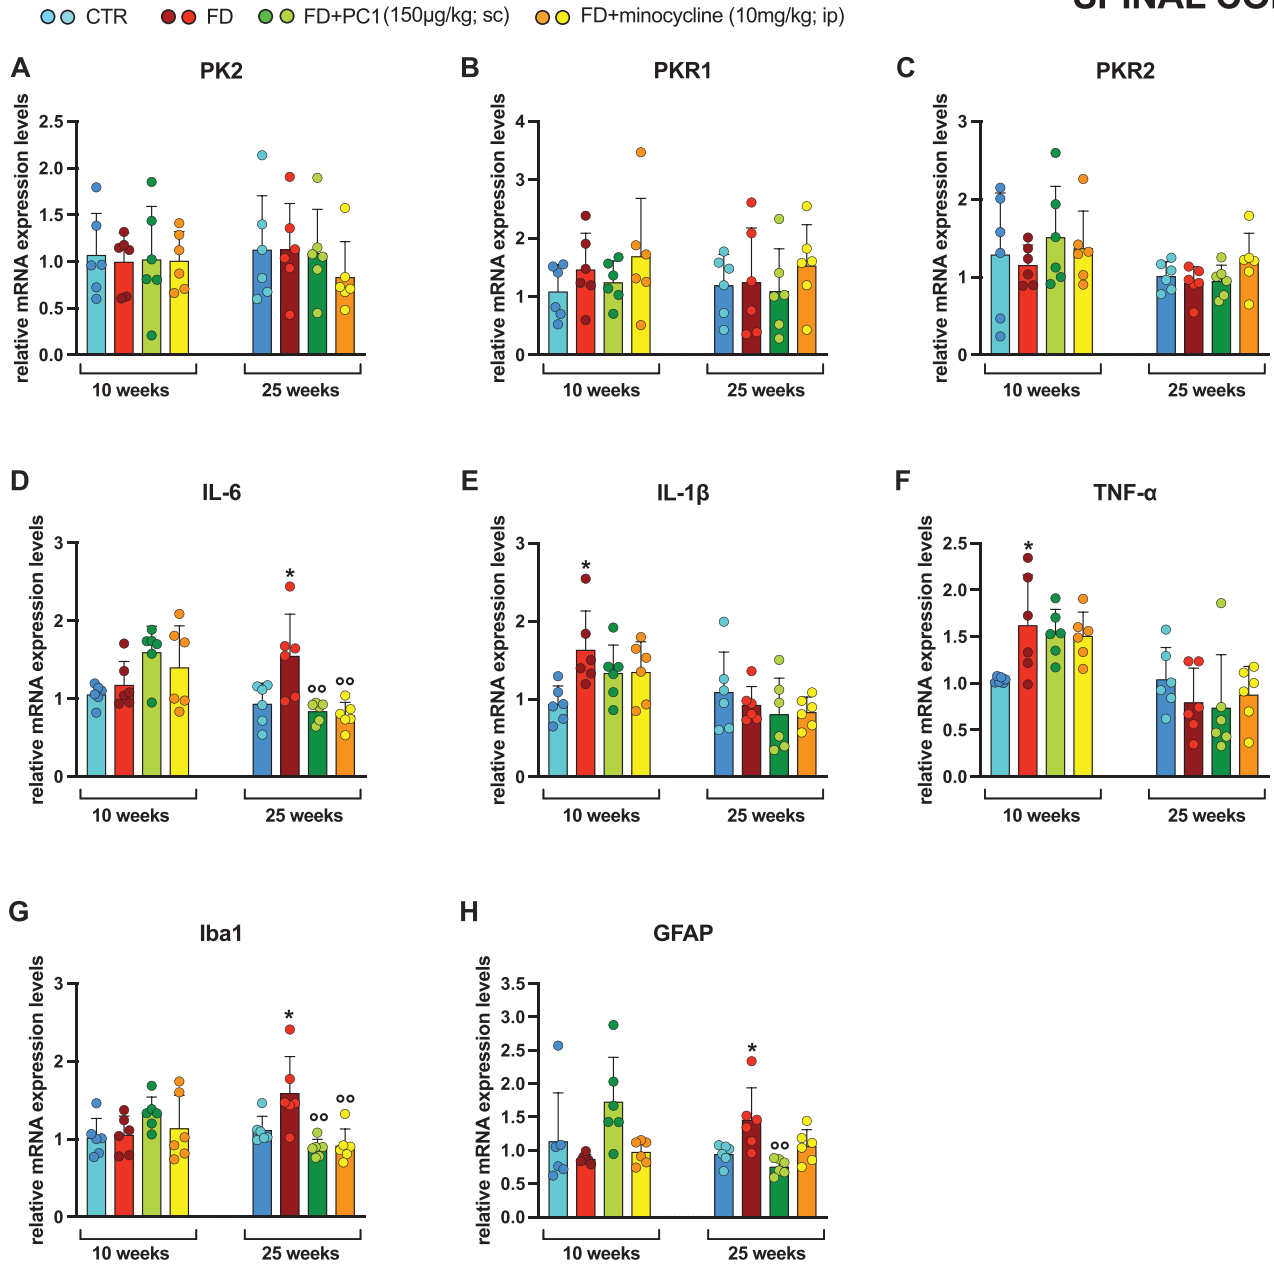 CTR FD FD+PC1(150µg/kg; sc) FD+minocycline (10mg/kg; ip)
A PK2
relative mRNA expression levels
2.5
2.0
1.5
1.0
0.5
0.0
10 weeks 25 weeks
B PKR1
relative mRNA expression levels
4
3
2
1
0
10 weeks 25 weeks
C PKR2
relative mRNA expression levels
3
2
1
0
10 weeks 25 weeks
D IL-6
relative mRNA expression levels
3
2
1
0
*
°° °°
10 weeks 25 weeks
E IL-1β
relative mRNA expression levels
3
2
1
0
*
10 weeks 25 weeks
F TNF-α
relative mRNA expression levels
2.5
2.0
1.5
1.0
0.5
0.0
*
10 weeks 25 weeks
G Iba1
relative mRNA expression levels
3
2
1
0
*
°° °°
10 weeks 25 weeks
H GFAP
relative mRNA expression levels
3.5
3.0
2.5
2.0
1.5
1.0
0.5
0.0
*
°°
10 weeks 25 weeks